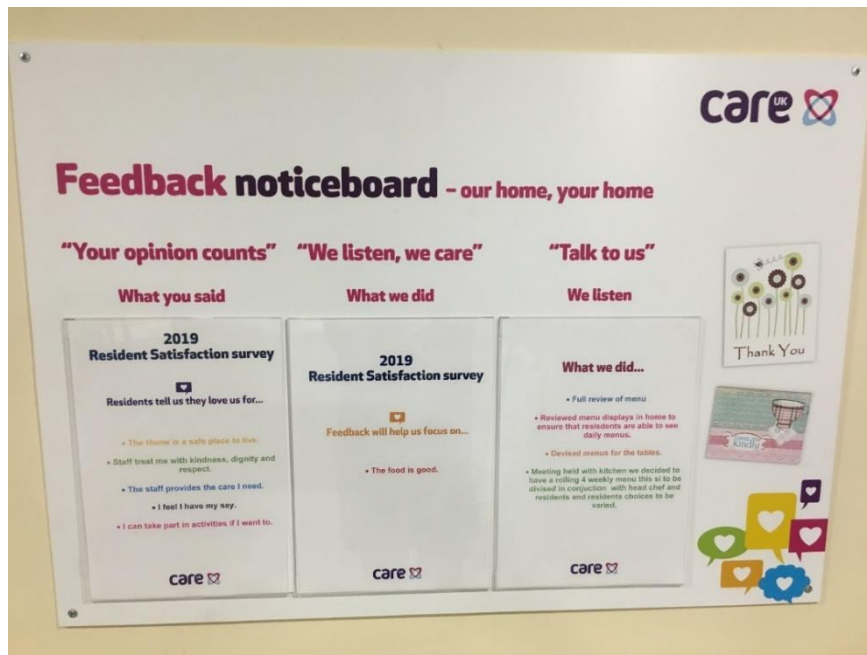 care UK
Feedback noticeboard – our home, your home
“Your opinion counts”
What you said
“We listen, we care”
What we did
“Talk to us”
We listen
2019
Resident Satisfaction survey
Residents tell us they love us for...
• The Home is a safe place to live.
• Staff treat me with kindness, dignity and
respect.
• The staff provides the care I need.
• I feel I have my say.
• I can take part in activities if I want to.
care
2019
Resident Satisfaction survey
Feedback will help us focus on...
• The food is good.
care
What we did...
• Full review of menu
• Reviewed menu displays in home to
ensure that resisdents are able to see
daily menus.
• Devised menus for the tables.
• Meeting held with kitchen we decided to
have a rolling 4 weekly menu this si to be
divised in conjuction with head chef and
residents end residents choices to be
varied.
care
Thank You
kindly